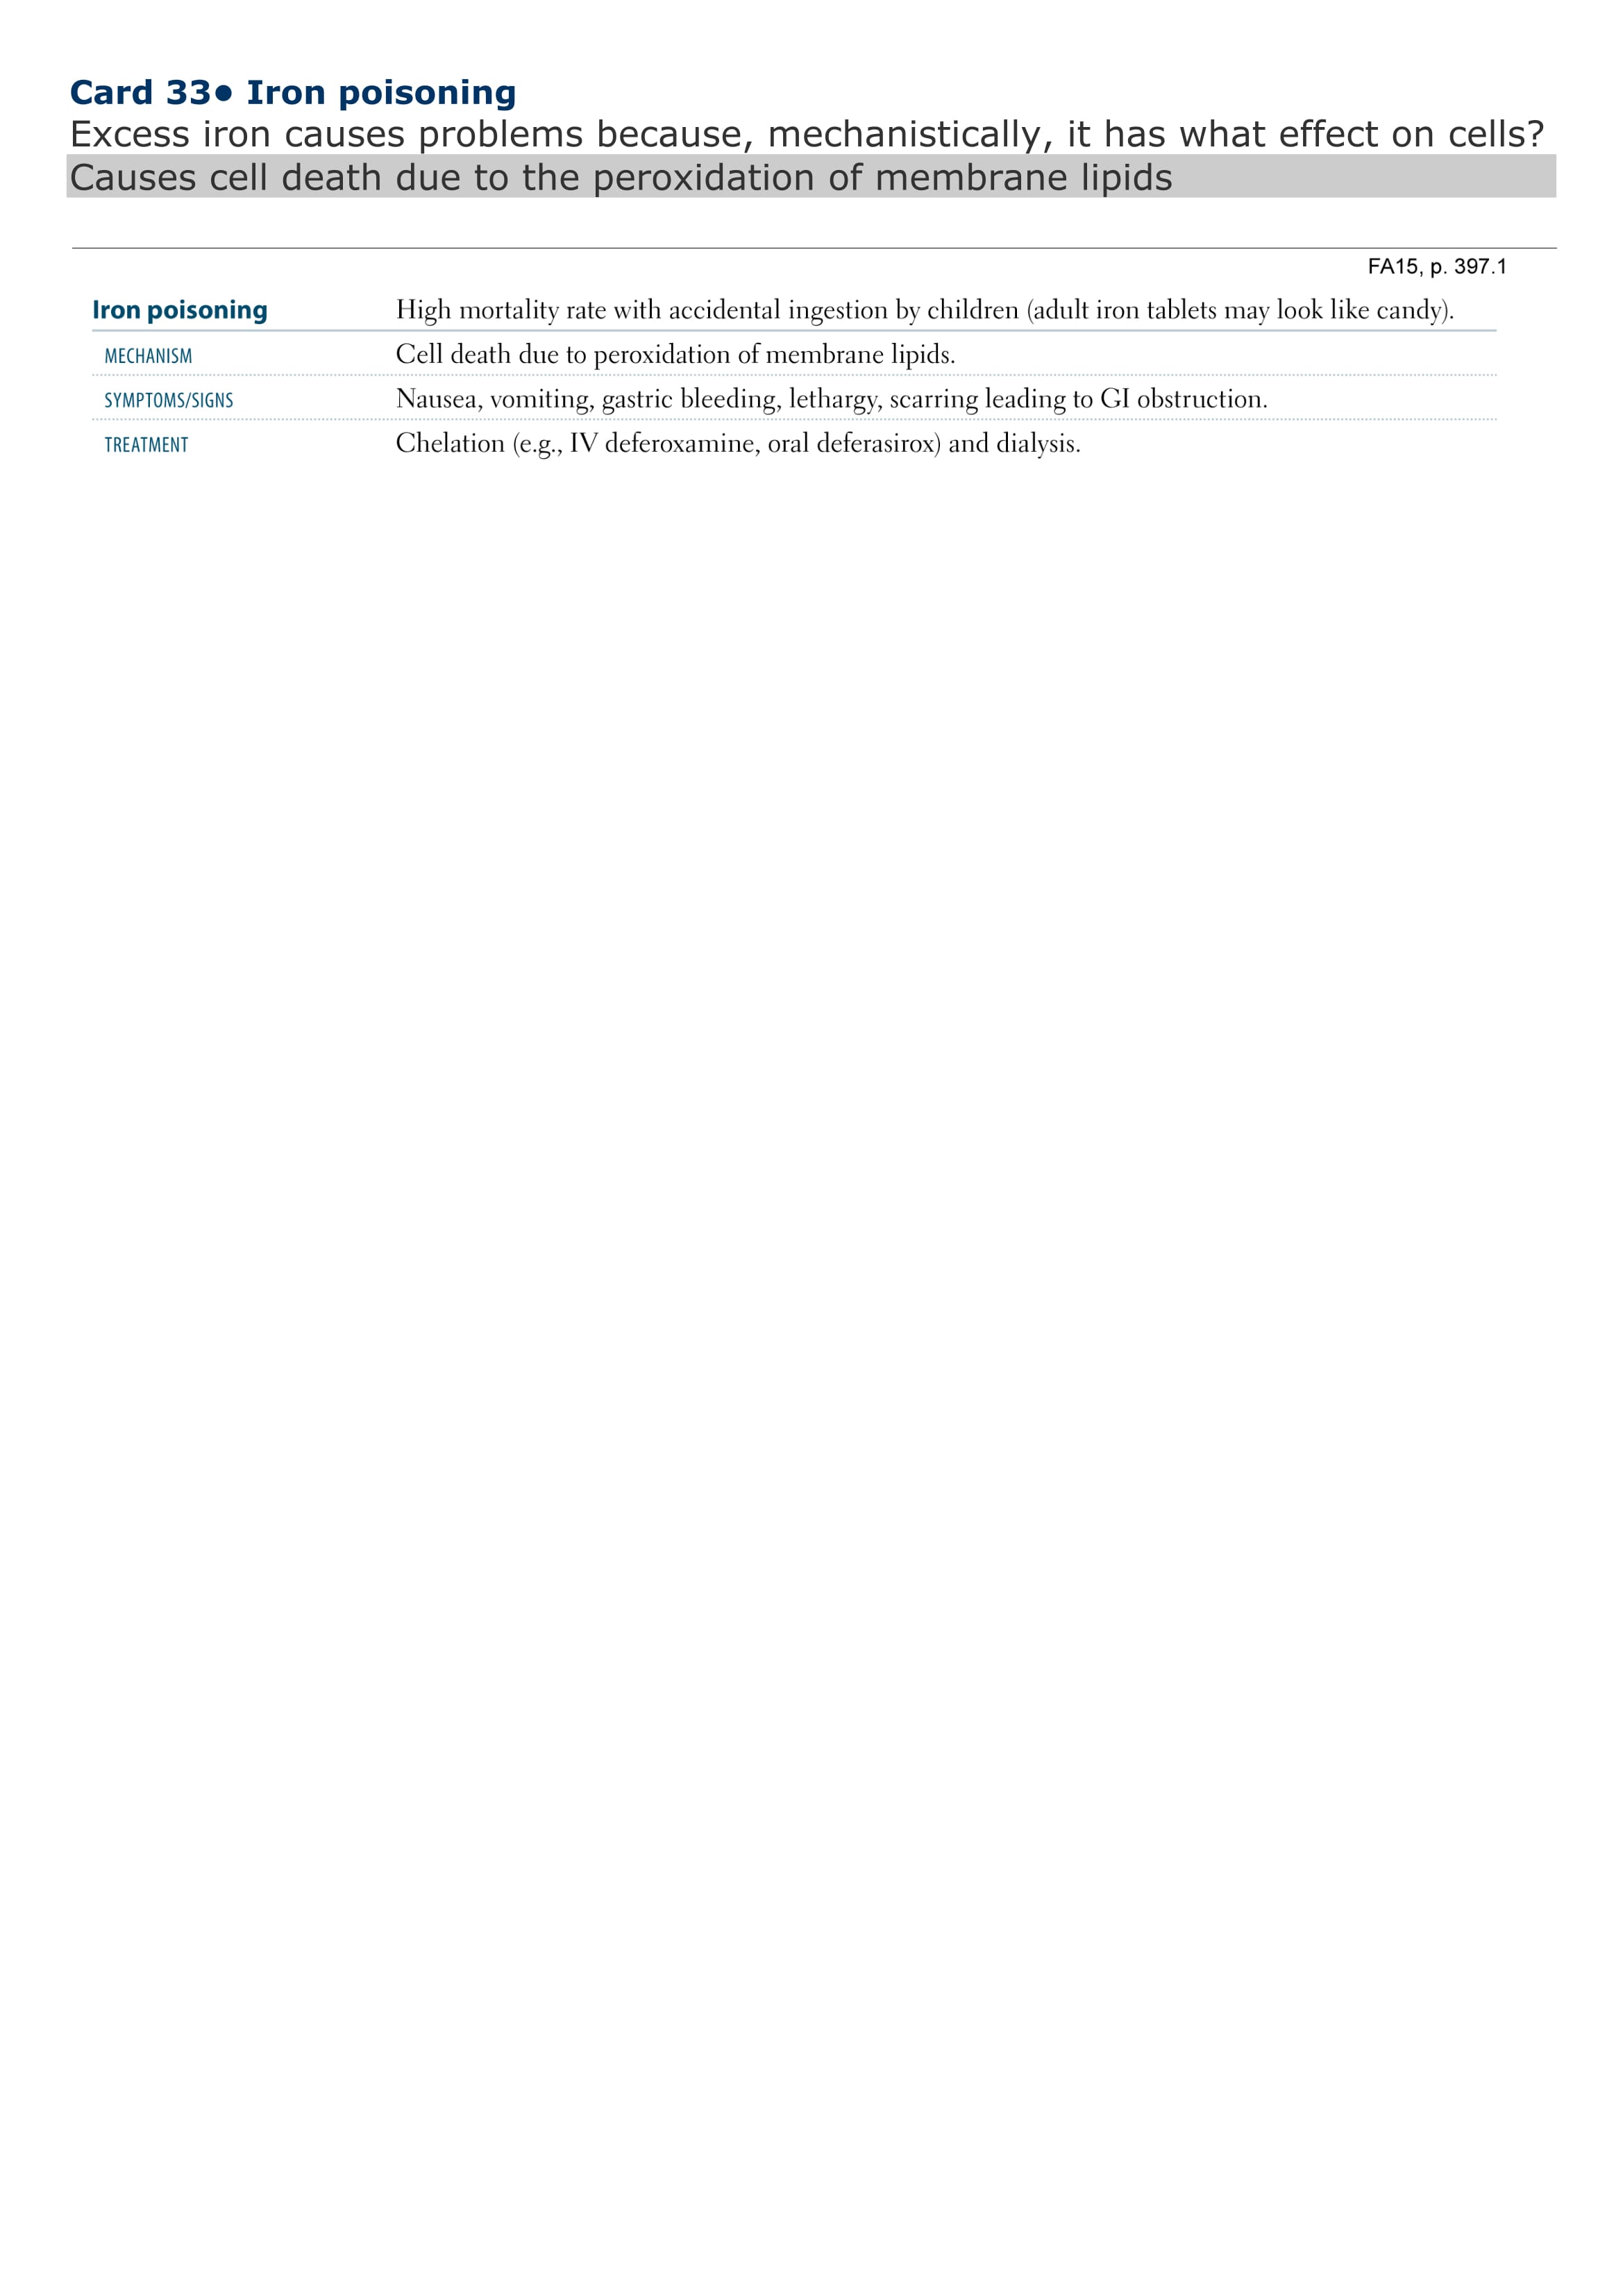 Card 33● Iron poisoning
Excess iron causes problems because, mechanistically, it has what effect on cells?
Causes cell death due to the peroxidation of membrane lipids
FA15, p. 397.1
Iron poisoning High mortality rate with accidental ingestion by children (adult iron tablets may look like candy).
MECHANISM Cell death due to peroxidation of membrane lipids.
SYMPTOMS/SIGNS Nausea, vomiting, gastric bleeding, lethargy, scarring leading to GI obstruction.
TREATMENT Chelation (e.g., IV deferoxamine, oral deferasirox) and dialysis.